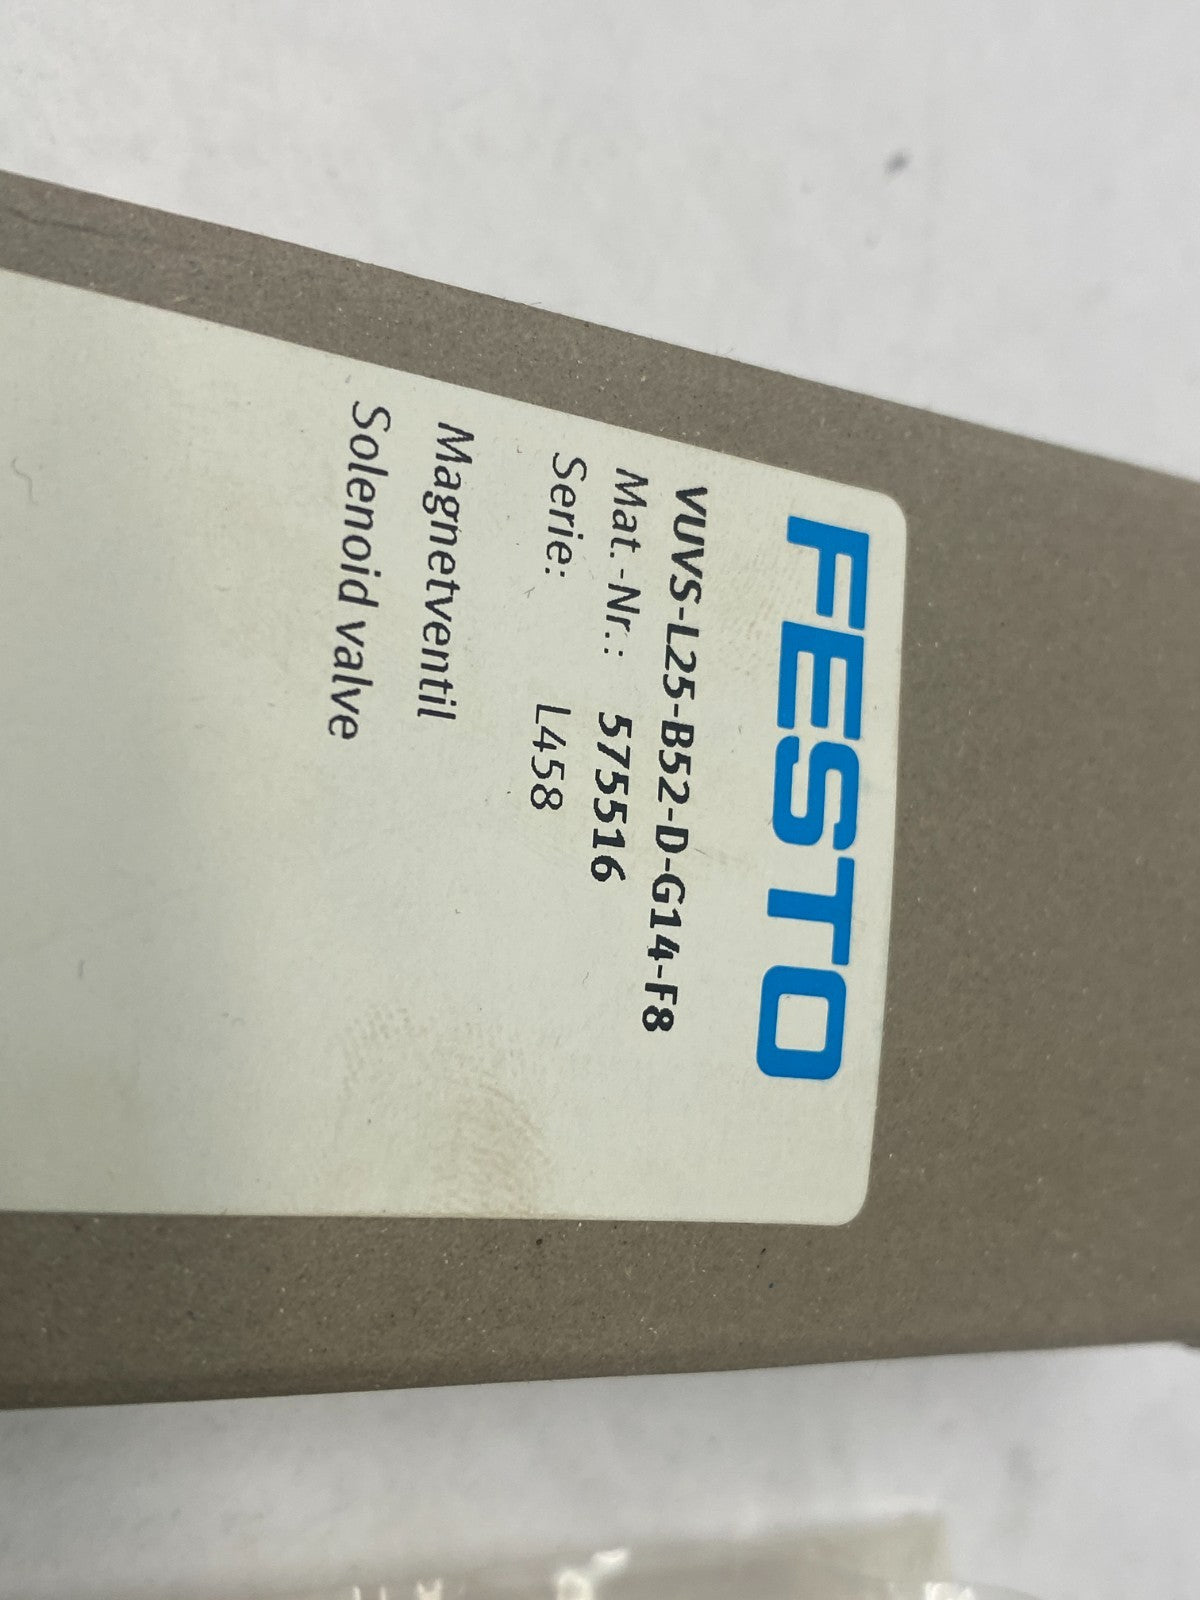 FESTO
VUVS-L25-B52-D-G14-F8
Mat.-Nr.: 575516
Serie: L458
Magnetventil
Solenoid valve